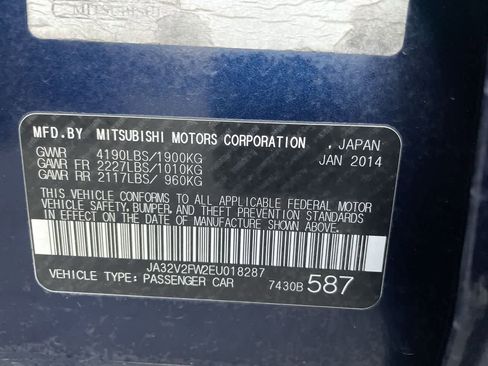 MITSUBISHI
MFD.BY MITSUBISHI MOTORS CORPORATION , JAPAN
GVWR 4190LBS/1900KG JAN 2014
GAWR FR 2227LBS/1010KG
GAWR RR 2117LBS/ 960KG
THIS VEHICLE CONFORMS TO ALL APPLICABLE FEDERAL MOTOR
VEHICLE SAFETY, BUMPER, AND THEFT PREVENTION STANDARDS
IN EFFECT ON THE DATE OF MANUFACTURE SHOWN ABOVE.
JA32V2FW2EU018287
VEHICLE TYPE: PASSENGER CAR 7430B 587